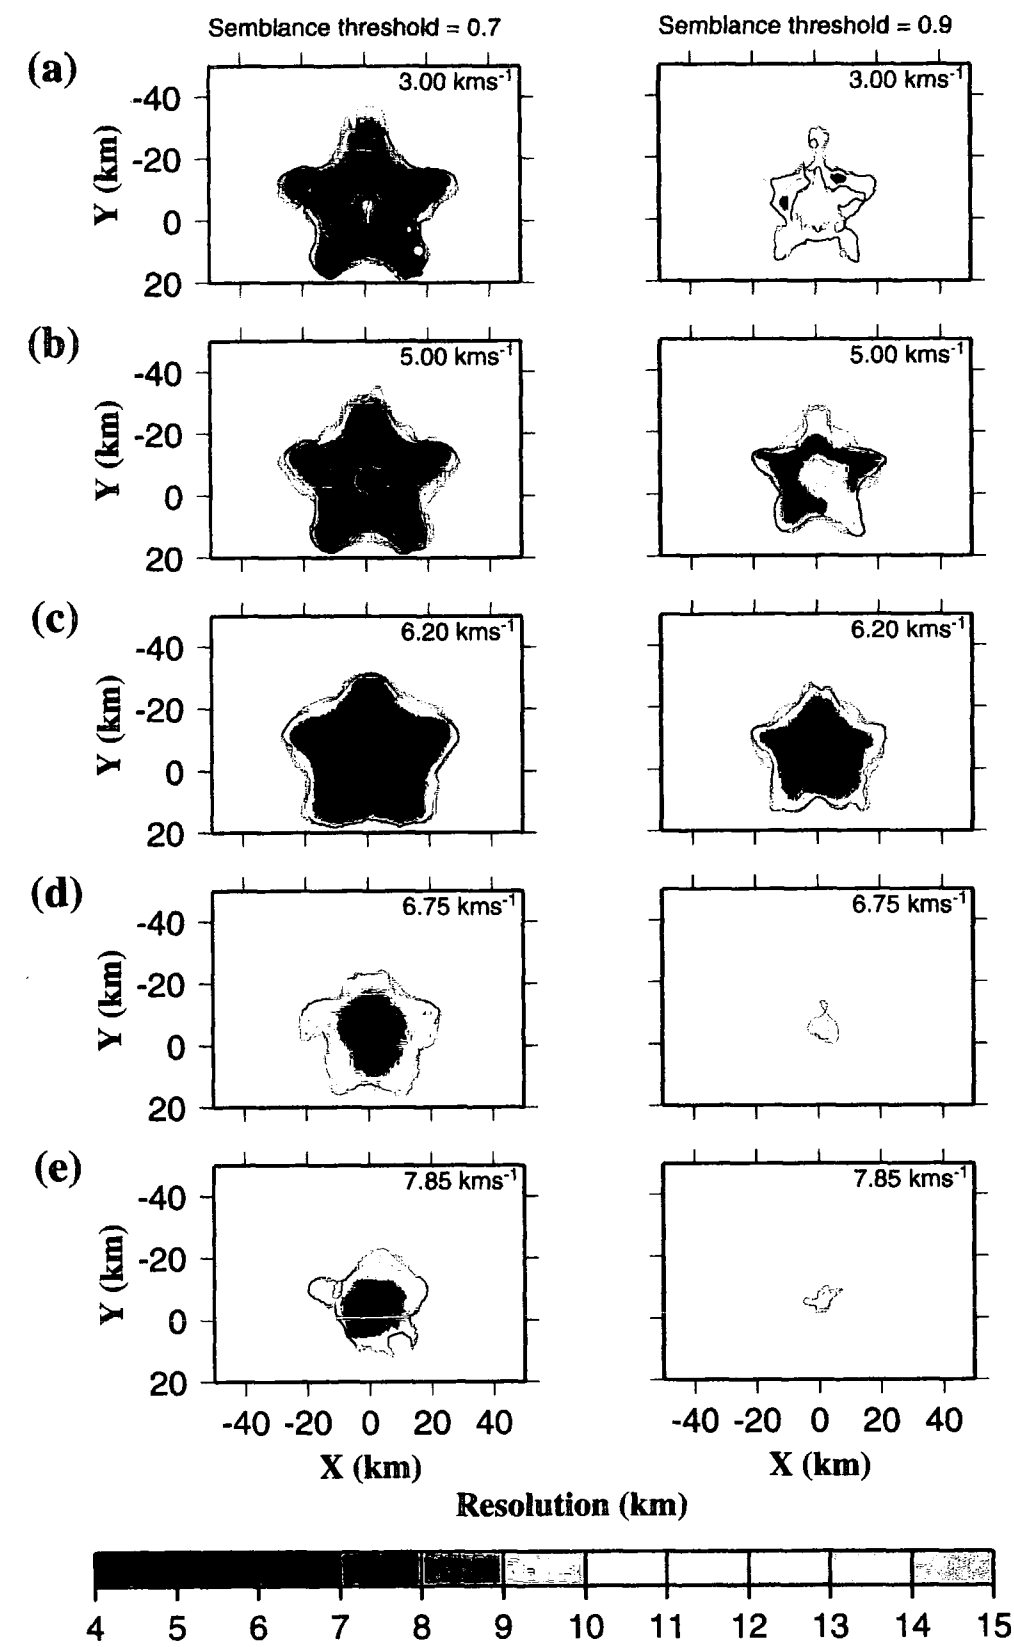 Semblance threshold = 0.7 Semblance threshold = 0.9
(a) 3.00 kms-1 3.00 kms-1
-40
-20
0
20
Y (km)
(b) 5.00 kms-1 5.00 kms-1
-40
-20
0
20
Y (km)
(c) 6.20 kms-1 6.20 kms-1
-40
-20
0
20
Y (km)
(d) 6.75 kms-1 6.75 kms-1
-40
-20
0
20
Y (km)
(e) 7.85 kms-1 7.85 kms-1
-40
-20
0
20
Y (km)
-40 -20 0 20 40 -40 -20 0 20 40
X (km) X (km)
Resolution (km)
4 5 6 7 8 9 10 11 12 13 14 15